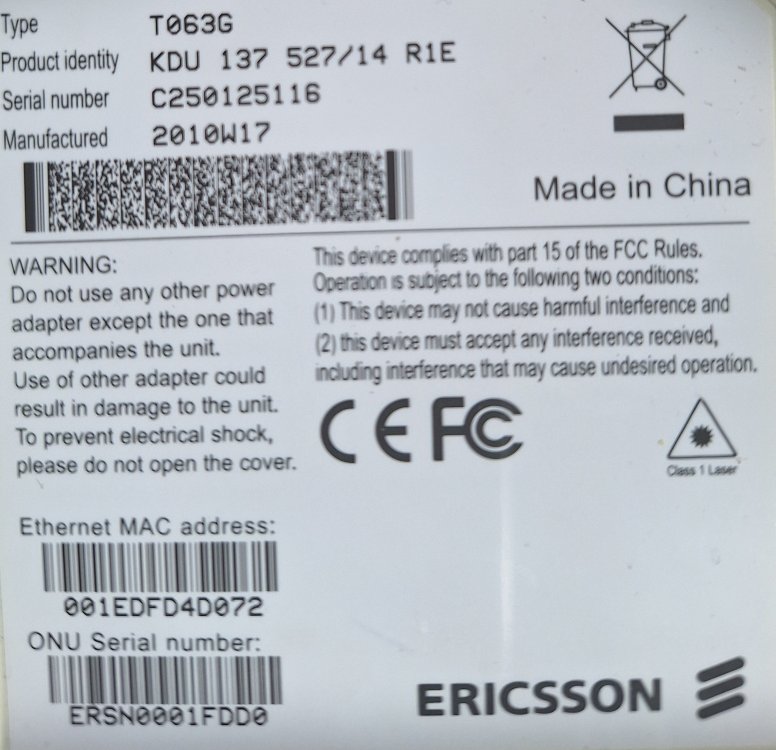 Type T063G
Product identity KDU 137 527/14 R1E
Serial number C250125116
Manufactured 2010W17
Made in China
WARNING:
Do not use any other power
adapter except the one that
accompanies the unit.
Use of other adapter could
result in damage to the unit.
To prevent electrical shock,
please do not open the cover.
This device complies with part 15 of the FCC Rules.
Operation is subject to the following two conditions:
(1) This device may not cause harmful interference and
(2) this device must accept any interference received,
including interference that may cause undesired operation.
CE FC
Class 1 Laser
Ethernet MAC address:
001EDFD4D072
ONU Serial number:
ERSN0001FDD0
ERICSSON